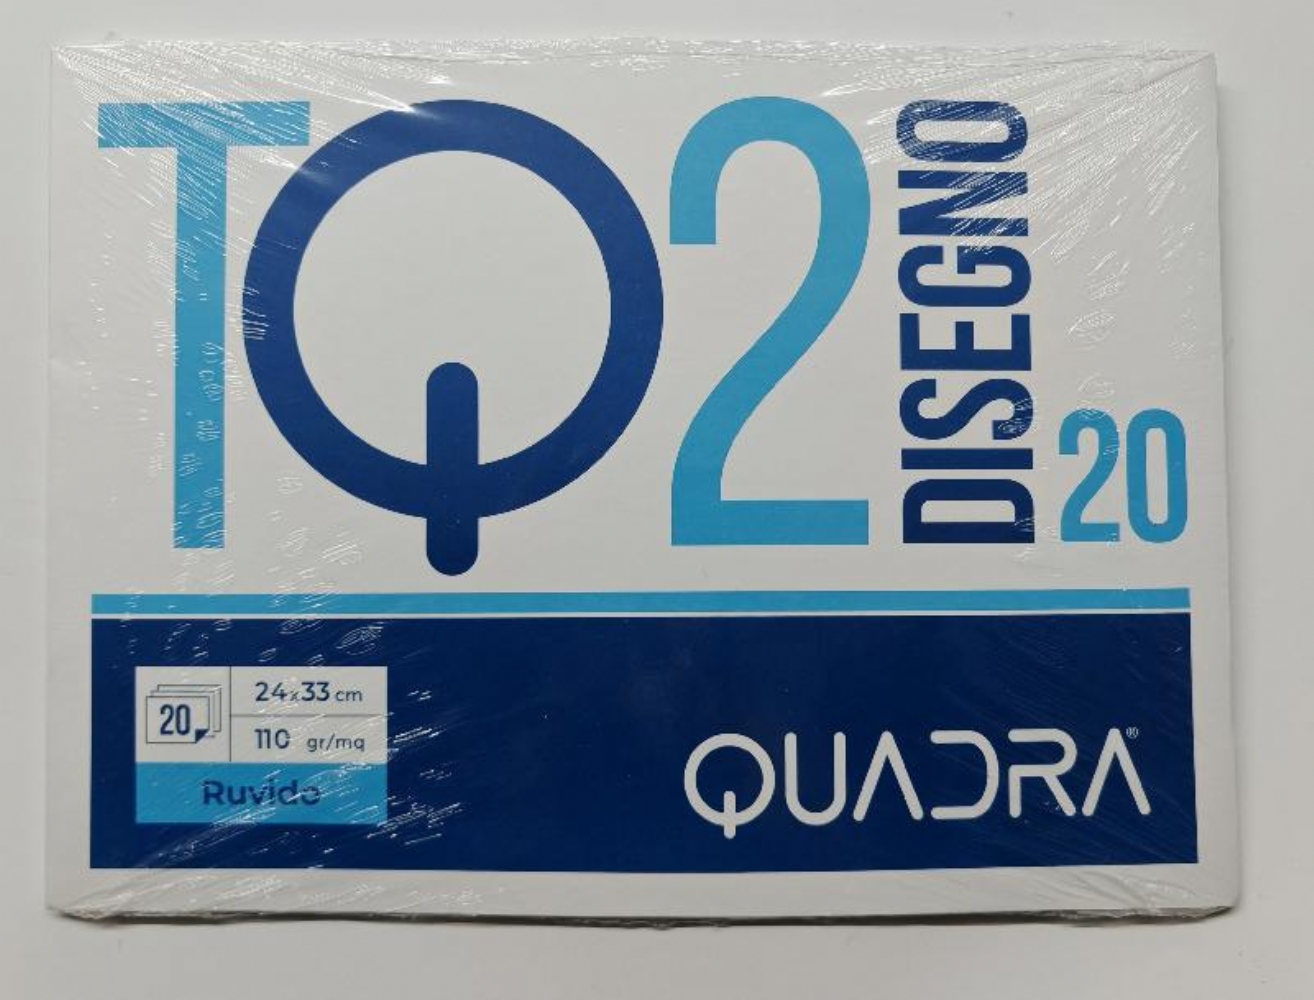 TQ2
DISEGNO
20
20
24x33 cm
110 gr/mq
Ruvido
QUADRA®